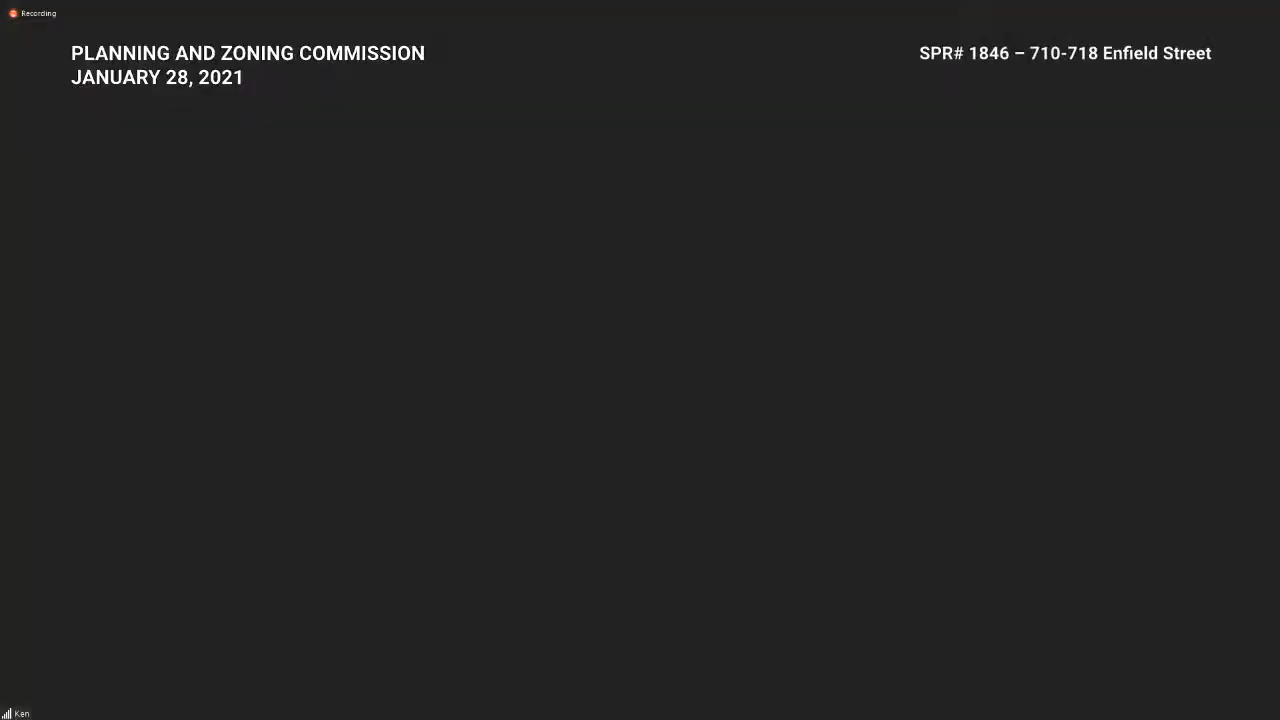 Recording
PLANNING AND ZONING COMMISSION
JANUARY 28, 2021
SPR# 1846 – 710-718 Enfield Street
Ken